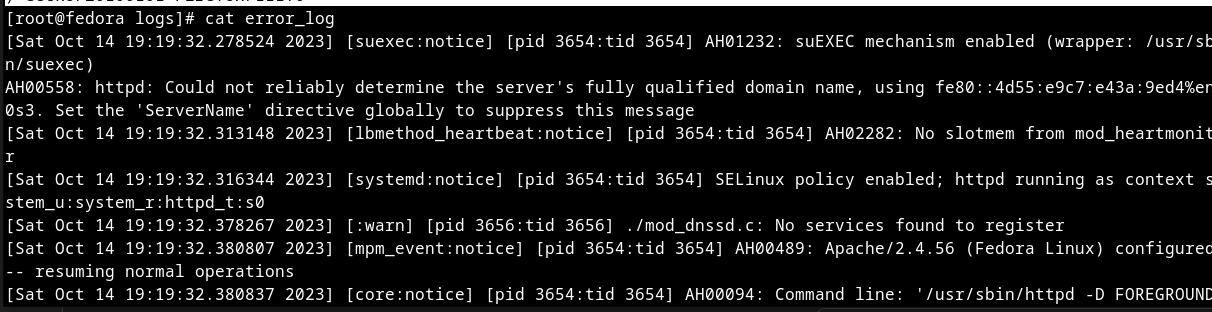 [root@fedora logs]# cat error_log
[Sat Oct 14 19:19:32.278524 2023] [suexec:notice] [pid 3654:tid 3654] AH01232: suEXEC mechanism enabled (wrapper: /usr/sb
n/suexec)
AH00558: httpd: Could not reliably determine the server's fully qualified domain name, using fe80::4d55:e9c7:e43a:9ed4%en
0s3. Set the 'ServerName' directive globally to suppress this message
[Sat Oct 14 19:19:32.313148 2023] [lbmethod_heartbeat:notice] [pid 3654:tid 3654] AH02282: No slotmem from mod_heartmonit
r
[Sat Oct 14 19:19:32.316344 2023] [systemd:notice] [pid 3654:tid 3654] SELinux policy enabled; httpd running as context s
stem_u:system_r:httpd_t:s0
[Sat Oct 14 19:19:32.378267 2023] [:warn] [pid 3656:tid 3656] ./mod_dnssd.c: No services found to register
[Sat Oct 14 19:19:32.380807 2023] [mpm_event:notice] [pid 3654:tid 3654] AH00489: Apache/2.4.56 (Fedora Linux) configured
-- resuming normal operations
[Sat Oct 14 19:19:32.380837 2023] [core:notice] [pid 3654:tid 3654] AH00094: Command line: '/usr/sbin/httpd -D FOREGROUND